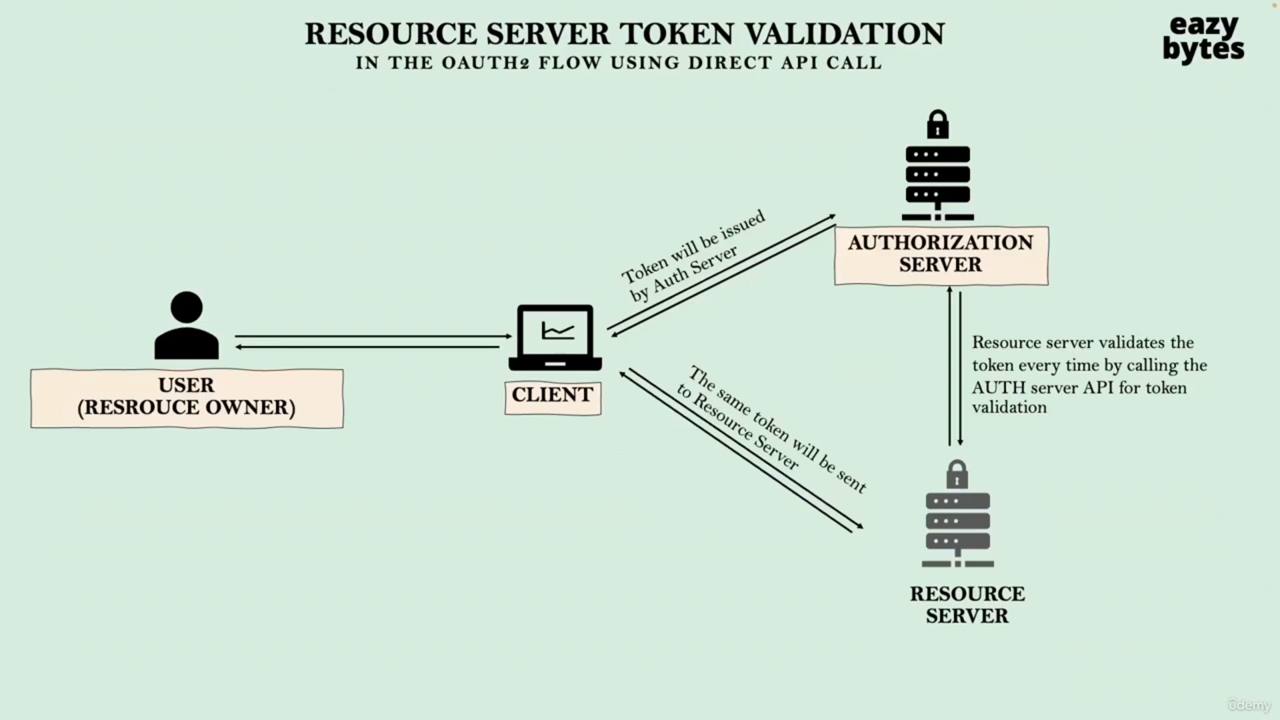 RESOURCE SERVER TOKEN VALIDATION
IN THE OAUTH2 FLOW USING DIRECT API CALL
eazy
bytes
Token will be issued
by Auth Server
AUTHORIZATION
SERVER
USER
(RESROUCE OWNER)
CLIENT
Resource server validates the
token every time by calling the
AUTH server API for token
validation
The same token will be sent
to Resource Server
RESOURCE
SERVER
ûdemy